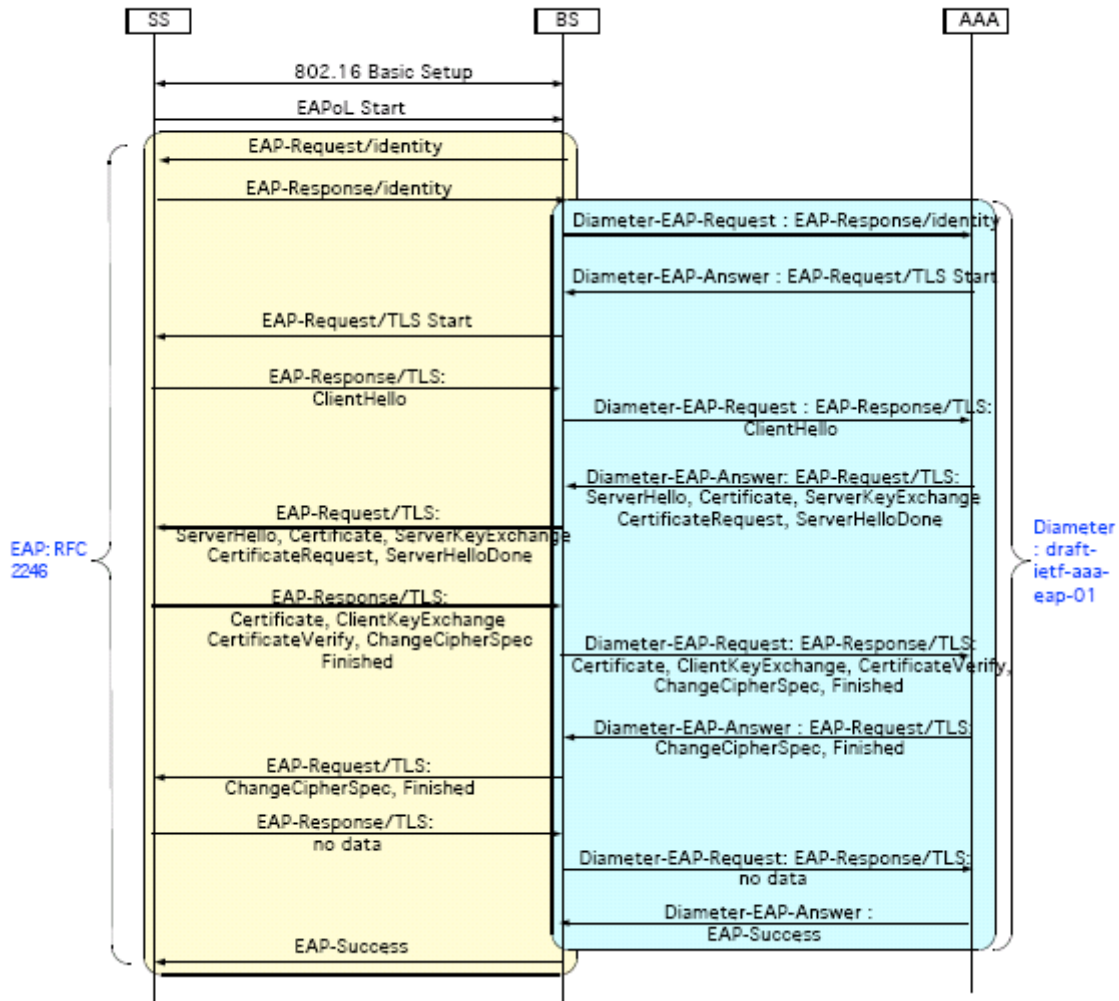 SS BS AAA
802.16 Basic Setup
EAPoL Start
EAP-Request/identity
EAP-Response/identity
Diameter-EAP-Request : EAP-Response/identity
Diameter-EAP-Answer : EAP-Request/TLS Start
EAP-Request/TLS Start
EAP-Response/TLS:
ClientHello
Diameter-EAP-Request : EAP-Response/TLS:
ClientHello
Diameter-EAP-Answer: EAP-Request/TLS:
ServerHello, Certificate, ServerKeyExchange
CertificateRequest, ServerHelloDone
EAP-Request/TLS:
ServerHello, Certificate, ServerKeyExchange
CertificateRequest, ServerHelloDone
EAP: RFC
2246
Diameter
: draft-
ietf-aaa-
eap-01
EAP-Response/TLS:
Certificate, ClientKeyExchange
CertificateVerify, ChangeCipherSpec
Finished
Diameter-EAP-Request: EAP-Response/TLS:
Certificate, ClientKeyExchange, CertificateVerify,
ChangeCipherSpec, Finished
Diameter-EAP-Answer : EAP-Request/TLS:
ChangeCipherSpec, Finished
EAP-Request/TLS:
ChangeCipherSpec, Finished
EAP-Response/TLS:
no data
Diameter-EAP-Request: EAP-Response/TLS:
no data
Diameter-EAP-Answer :
EAP-Success
EAP-Success